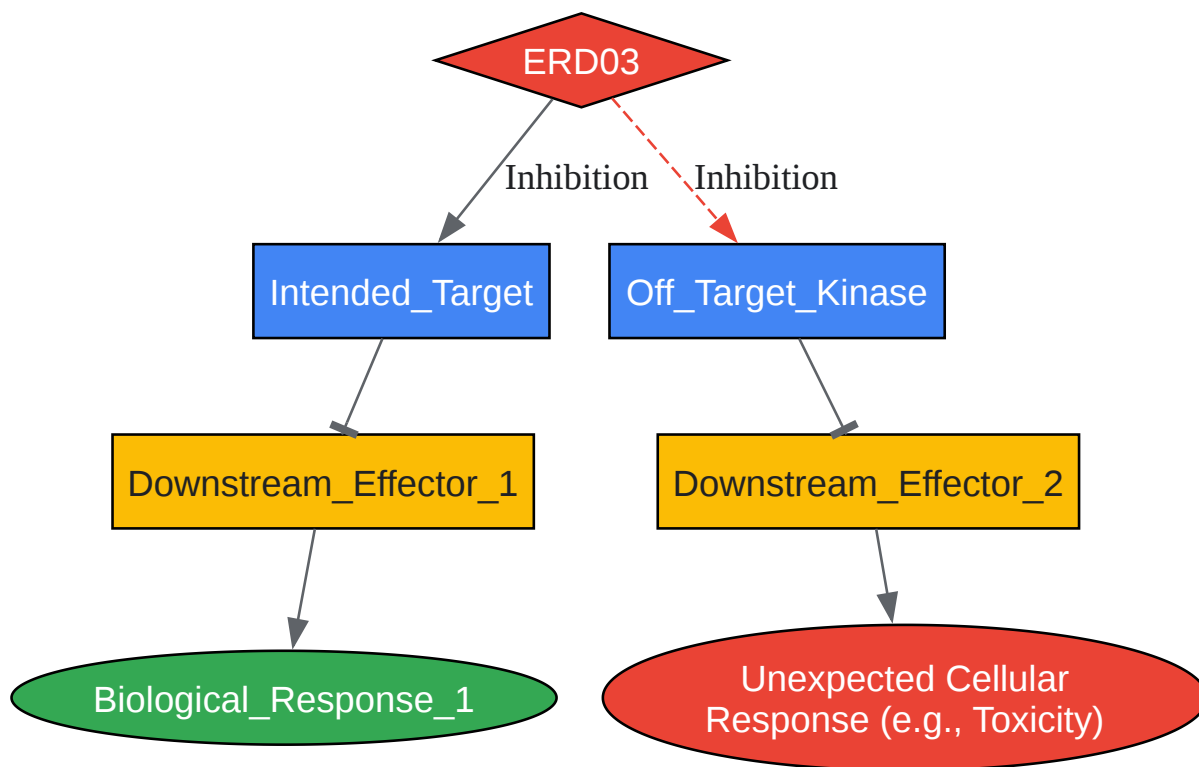 ERD03
Inhibition
Inhibition
Intended_Target
Off_Target_Kinase
Downstream_Effector_1
Downstream_Effector_2
Biological_Response_1
Unexpected Cellular
Response (e.g., Toxicity)